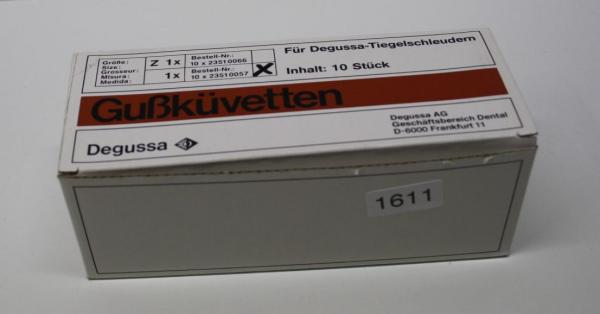 Größe:
Size:
Grosseur:
Misura:
Medida:
Z 1x
1x
Bestell-Nr.:
10 x 23510066
Bestell-Nr.:
10 x 23510057
X
Für Degussa-Tiegelschleudern
Inhalt: 10 Stück
Gußküvetten
Degussa
Degussa AG
Geschäftsbereich Dental
D-6000 Frankfurt 11
1611